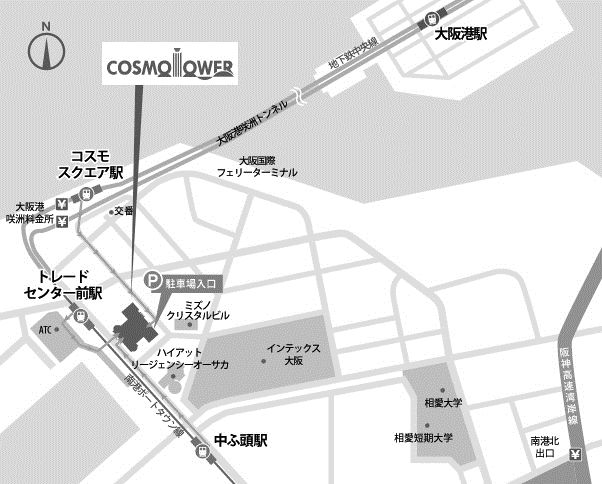 N
COSMOTOWER
大阪港駅
地下鉄中央線
大阪港咲洲トンネル
コスモ
スクエア駅
大阪国際
フェリーターミナル
大阪港
咲洲料金所
¥
¥
交番
トレード
センター前駅
P
駐車場入口
ミズノ
クリスタルビル
ATC
ハイアット
リージェンシーオーサカ
インテックス
大阪
南港ポートタウン線
中ふ頭駅
相愛大学
相愛短期大学
阪神高速湾岸線
南港北
出口
¥